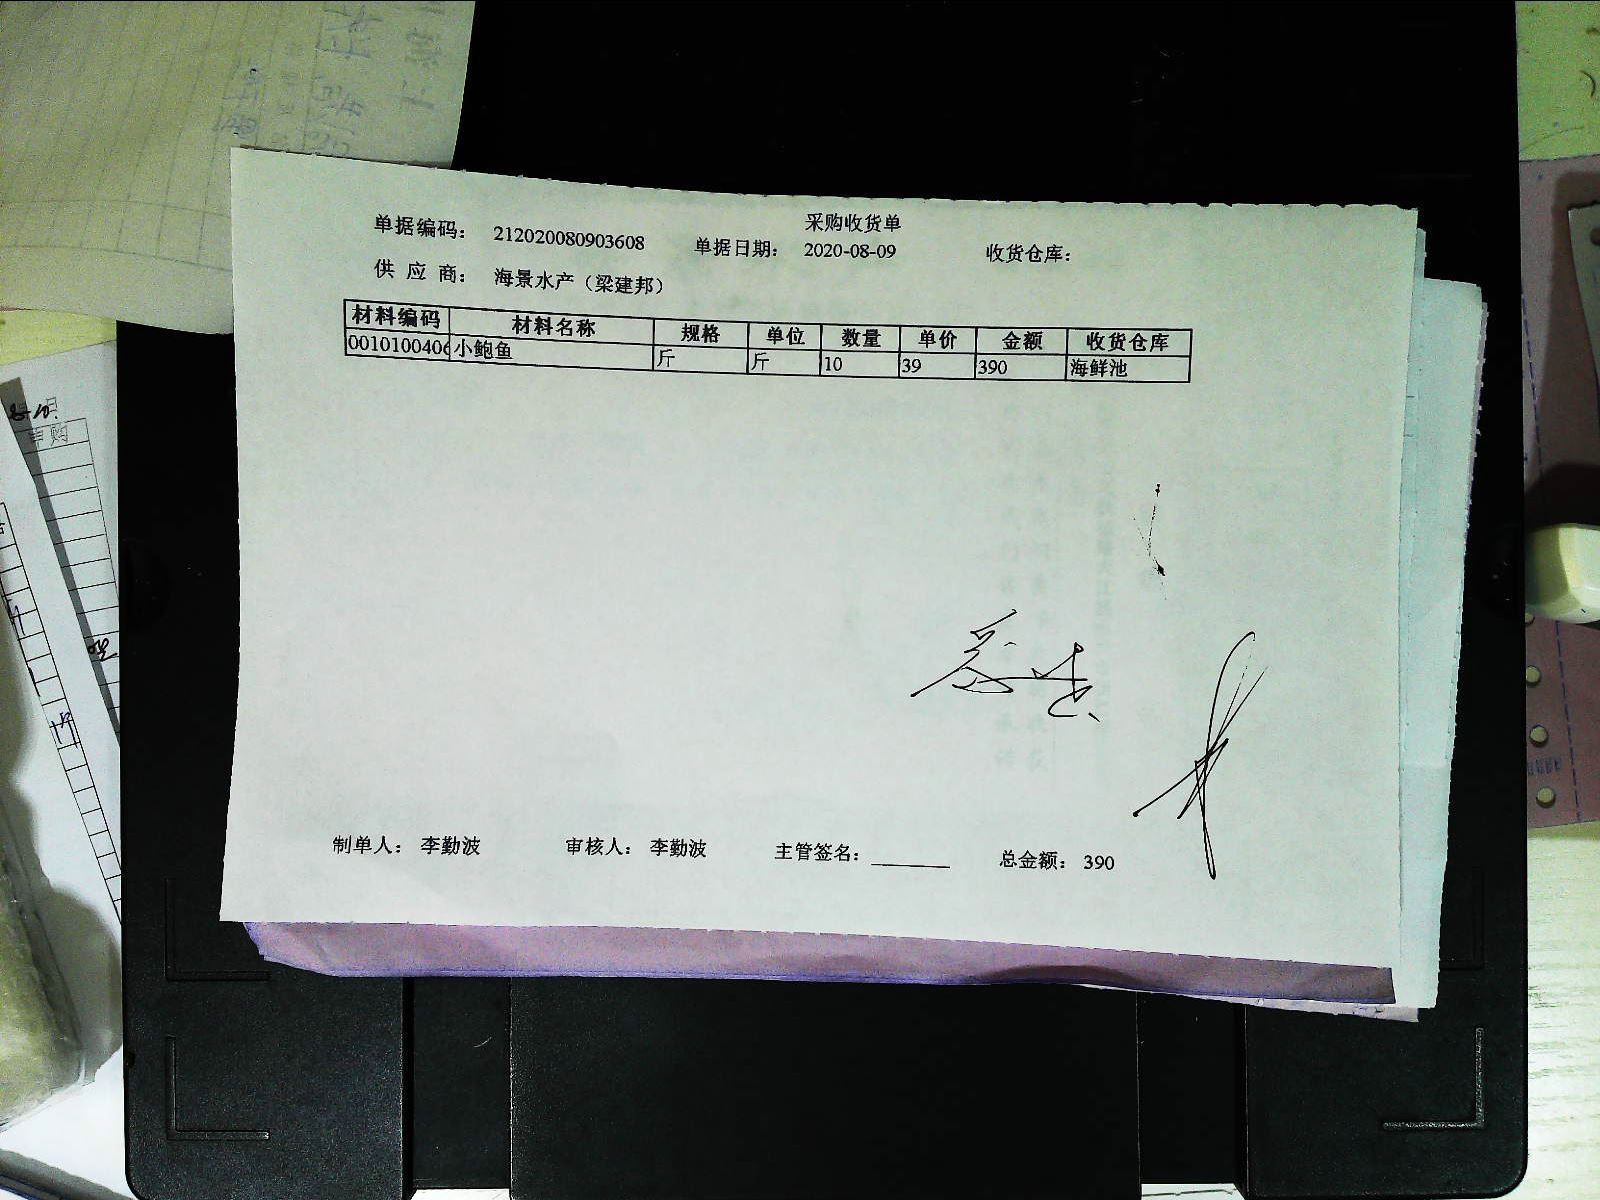 采购收货单
单据编码： 212020080903608 单据日期： 2020-08-09 收货仓库：
供 应 商： 海景水产（梁建邦）
材料编码 材料名称 规格 单位 数量 单价 金额 收货仓库
0010100406 小鲍鱼 斤 斤 10 39 390 海鲜池
制单人： 李勤波 审核人： 李勤波 主管签名： 总金额： 390
申购